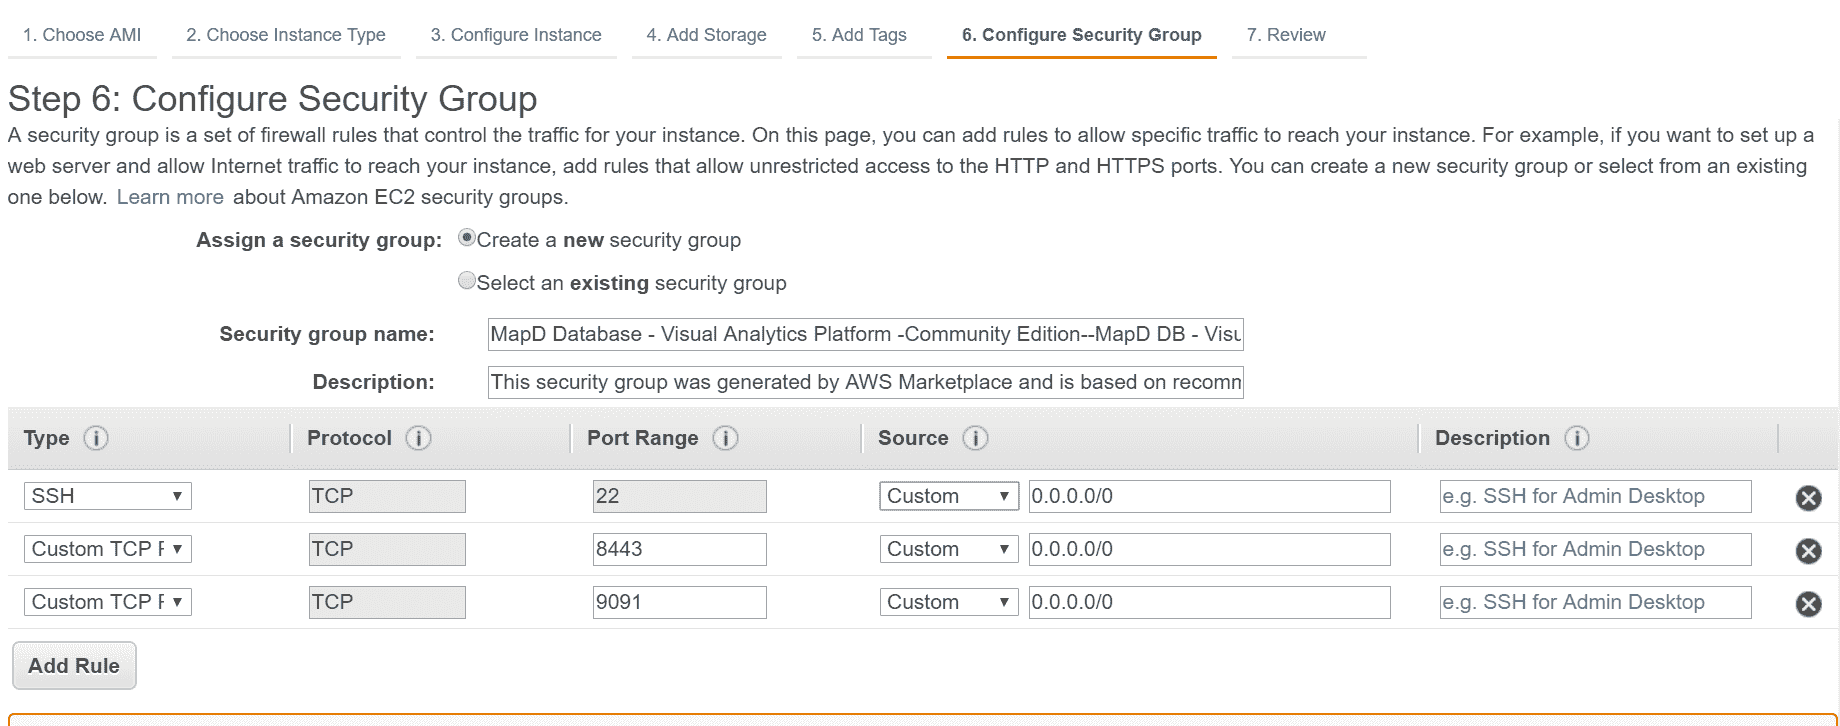 1. Choose AMI 2. Choose Instance Type 3. Configure Instance 4. Add Storage 5. Add Tags 6. Configure Security Group 7. Review
Step 6: Configure Security Group
A security group is a set of firewall rules that control the traffic for your instance. On this page, you can add rules to allow specific traffic to reach your instance. For example, if you want to set up a
web server and allow Internet traffic to reach your instance, add rules that allow unrestricted access to the HTTP and HTTPS ports. You can create a new security group or select from an existing
one below. Learn more about Amazon EC2 security groups.
Assign a security group: Create a new security group
Select an existing security group
Security group name: MapD Database - Visual Analytics Platform -Community Edition--MapD DB - Visu
Description: This security group was generated by AWS Marketplace and is based on recomm
Type Protocol Port Range Source Description
SSH TCP 22 Custom 0.0.0.0/0 e.g. SSH for Admin Desktop
Custom TCP F TCP 8443 Custom 0.0.0.0/0 e.g. SSH for Admin Desktop
Custom TCP F TCP 9091 Custom 0.0.0.0/0 e.g. SSH for Admin Desktop
Add Rule